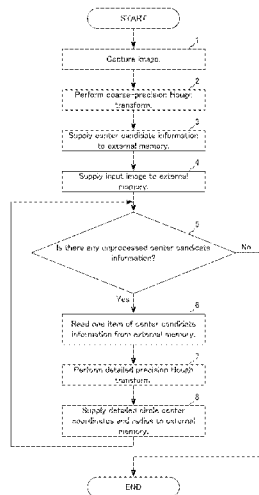 START
1
Capture image.
2
Perform coarse-precision Hough
transform.
3
Supply center candidate information
to external memory.
4
Supply input image to external
memory.
5
Is there any unprocessed center candidate
information?
No
Yes
6
Read one item of center candidate
information from external memory.
7
Perform detailed precision Hough
transform.
8
Supply detailed circle center
coordinates and radius to external
memory.
END